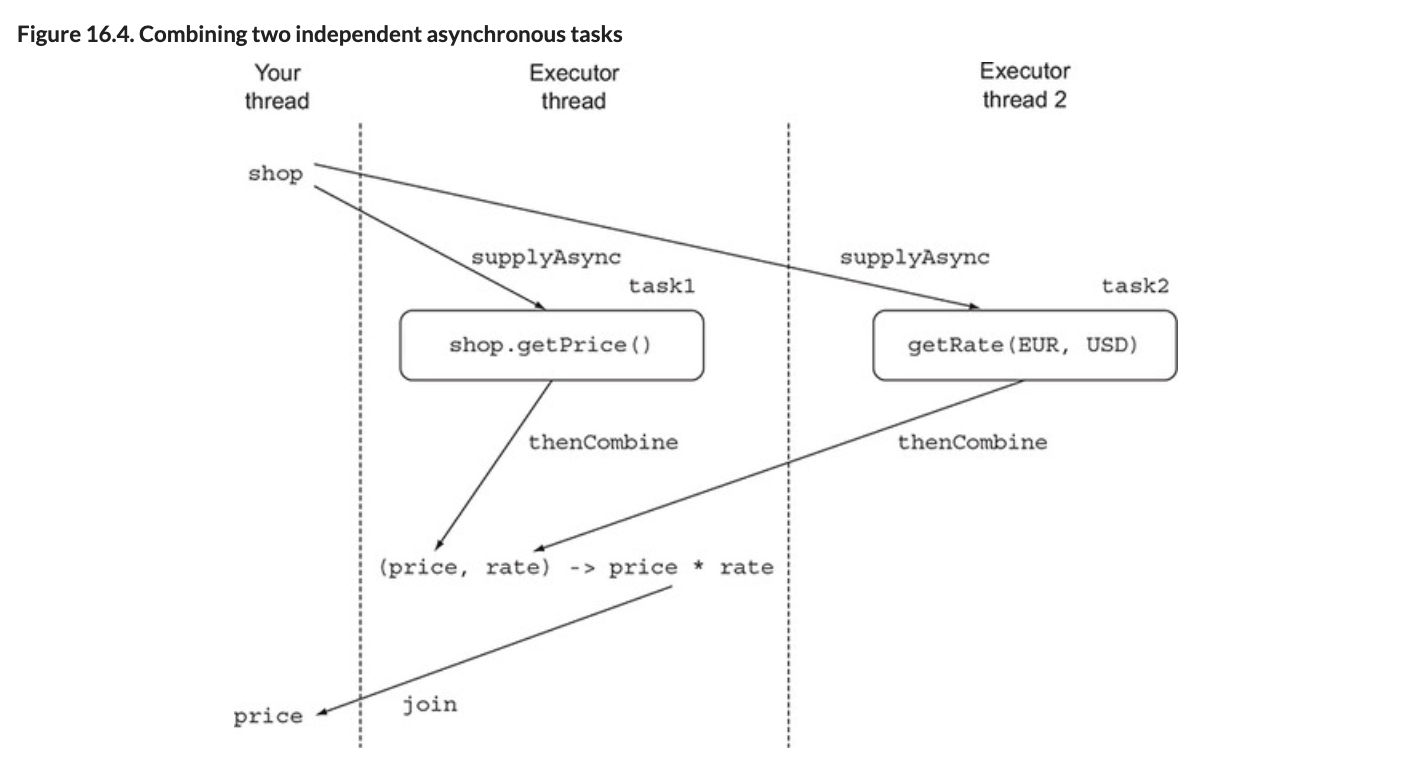 Figure 16.4. Combining two independent asynchronous tasks
Your
thread
Executor
thread
Executor
thread 2
shop
supplyAsync
supplyAsync
task1
task2
shop.getPrice()
getRate(EUR, USD)
thenCombine
thenCombine
(price, rate) -> price * rate
join
price